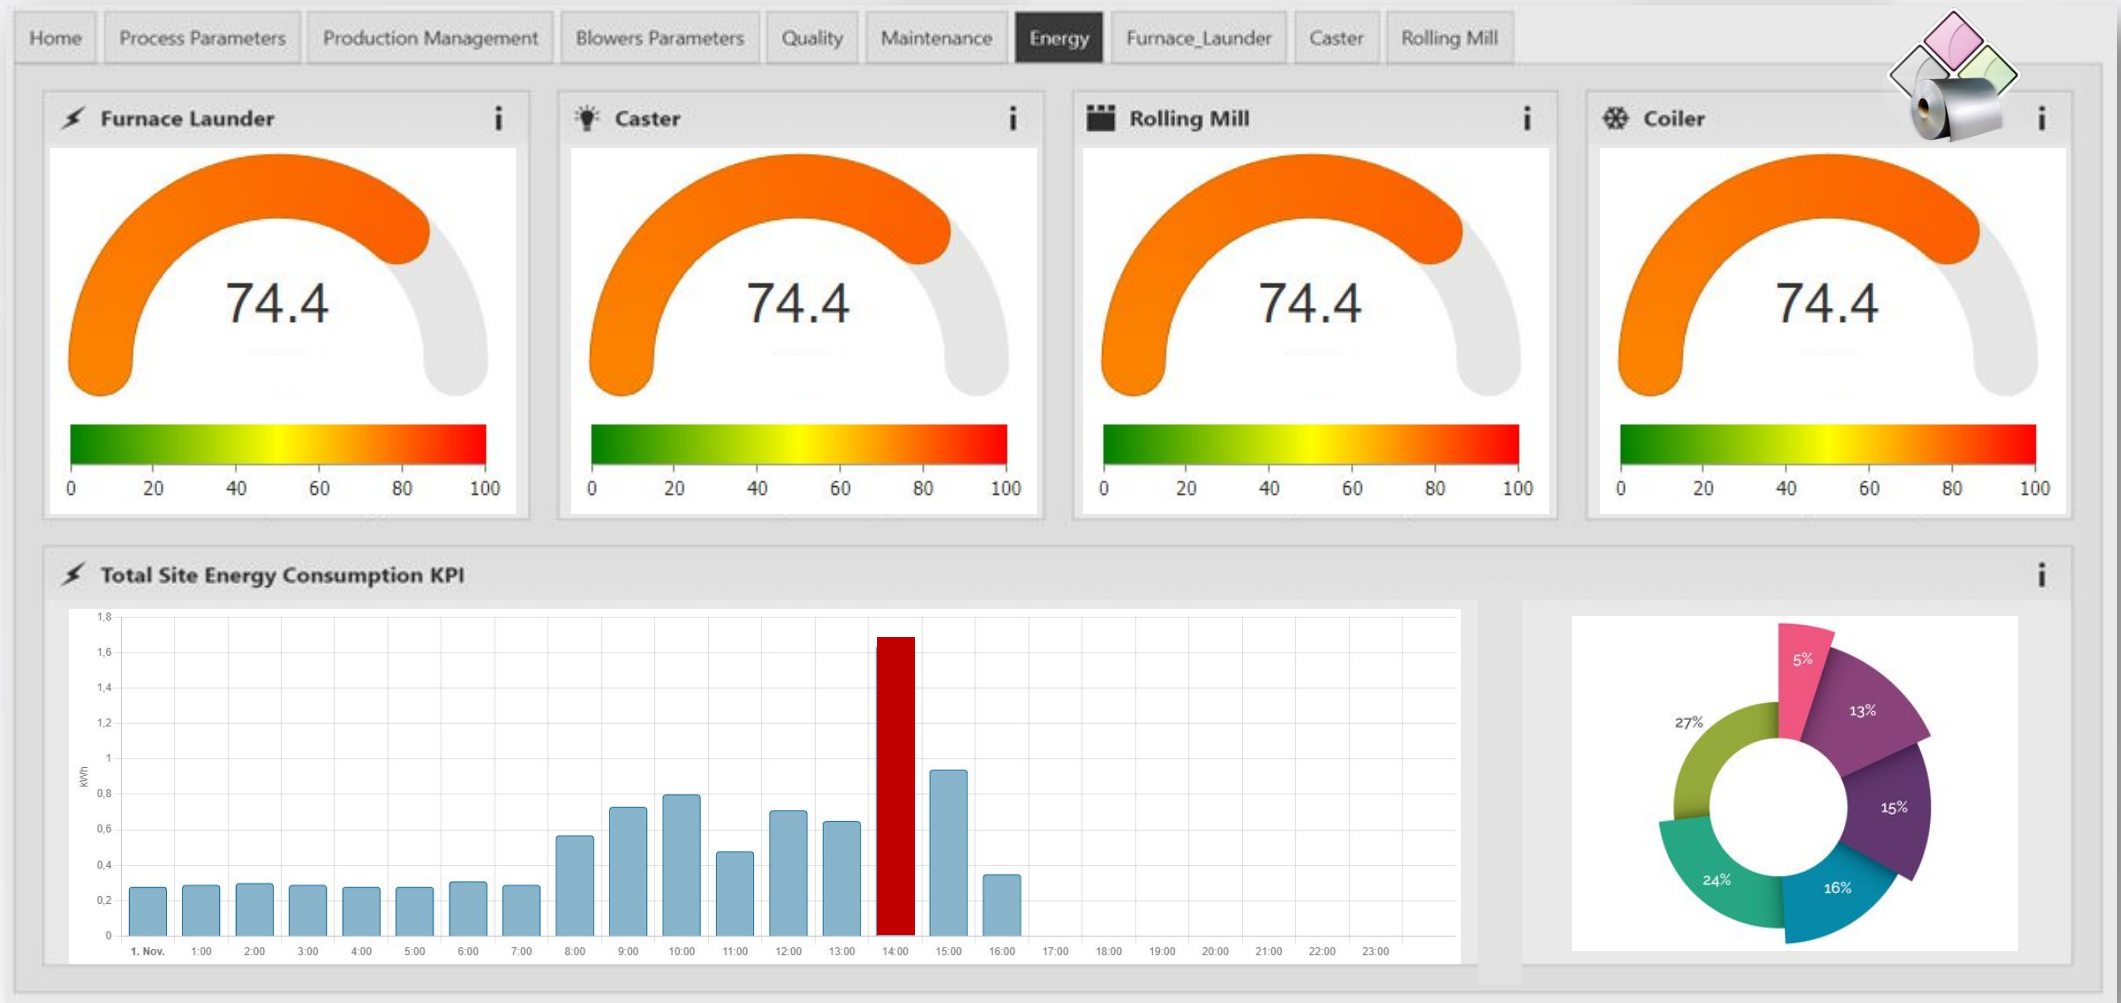 Home Process Parameters Production Management Blowers Parameters Quality Maintenance Energy Furnace_Launder Caster Rolling Mill
Furnace Launder i
74.4
0 20 40 60 80 100
Caster i
74.4
0 20 40 60 80 100
Rolling Mill i
74.4
0 20 40 60 80 100
Coiler i
74.4
0 20 40 60 80 100
Total Site Energy Consumption KPI i
kWh
1,8
1,6
1,4
1,2
1
0,8
0,6
0,4
0,2
0
1. Nov. 1:00 2:00 3:00 4:00 5:00 6:00 7:00 8:00 9:00 10:00 11:00 12:00 13:00 14:00 15:00 16:00 17:00 18:00 19:00 20:00 21:00 22:00 23:00
5%
13%
15%
16%
24%
27%